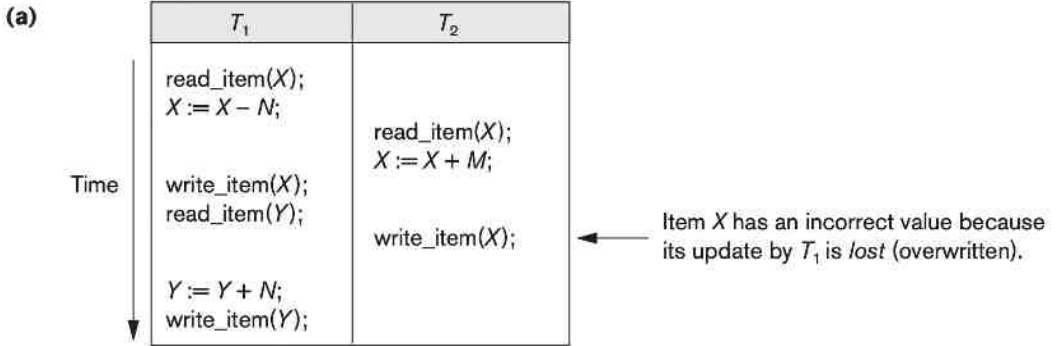 (a)
T1 T2
read_item(X);
X := X – N;
read_item(X);
X := X + M;
Time
write_item(X);
read_item(Y);
write_item(X);
Item X has an incorrect value because
its update by T1 is lost (overwritten).
Y := Y + N;
write_item(Y);